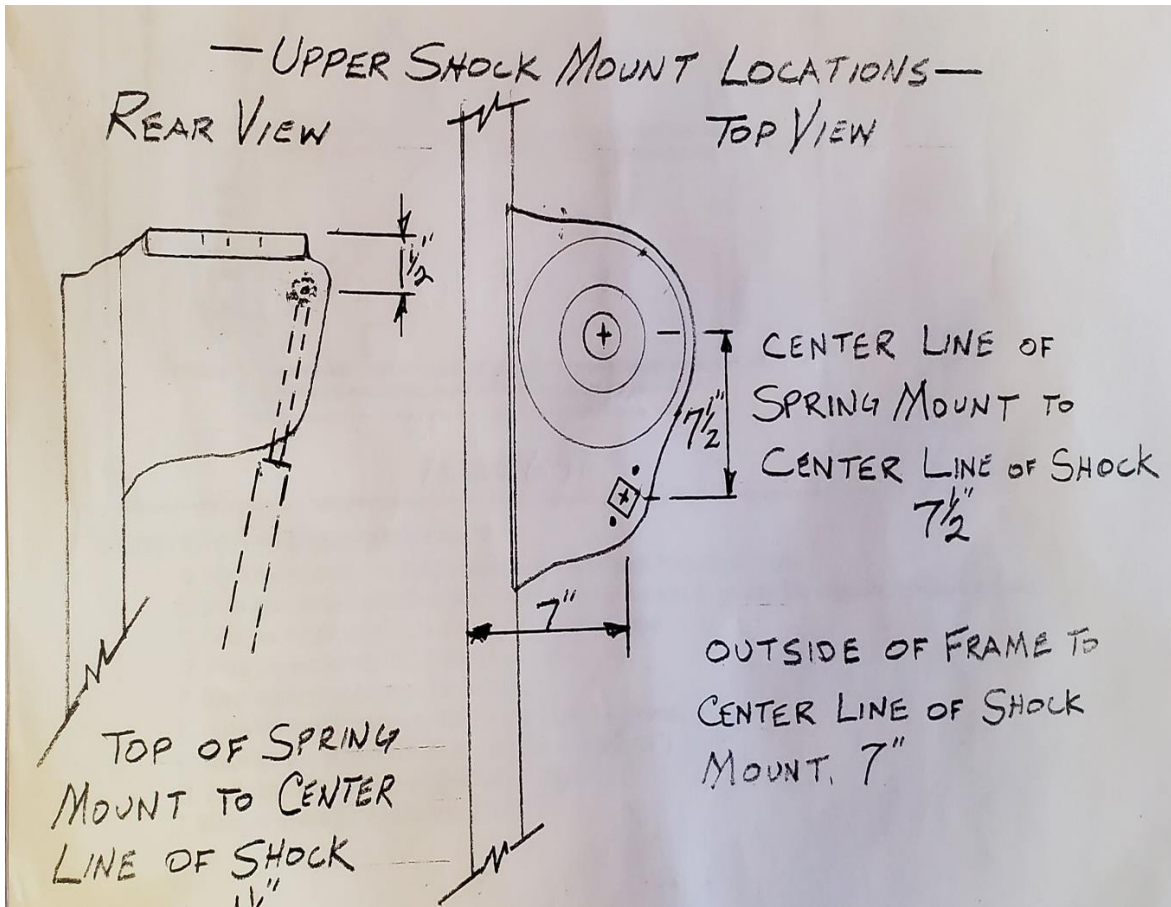 — UPPER SHOCK MOUNT LOCATIONS —
REAR VIEW
TOP VIEW
½"
CENTER LINE OF
SPRING MOUNT TO
CENTER LINE OF SHOCK
7½"
7½"
7"
OUTSIDE OF FRAME TO
CENTER LINE OF SHOCK
MOUNT. 7"
TOP OF SPRING
MOUNT TO CENTER
LINE OF SHOCK